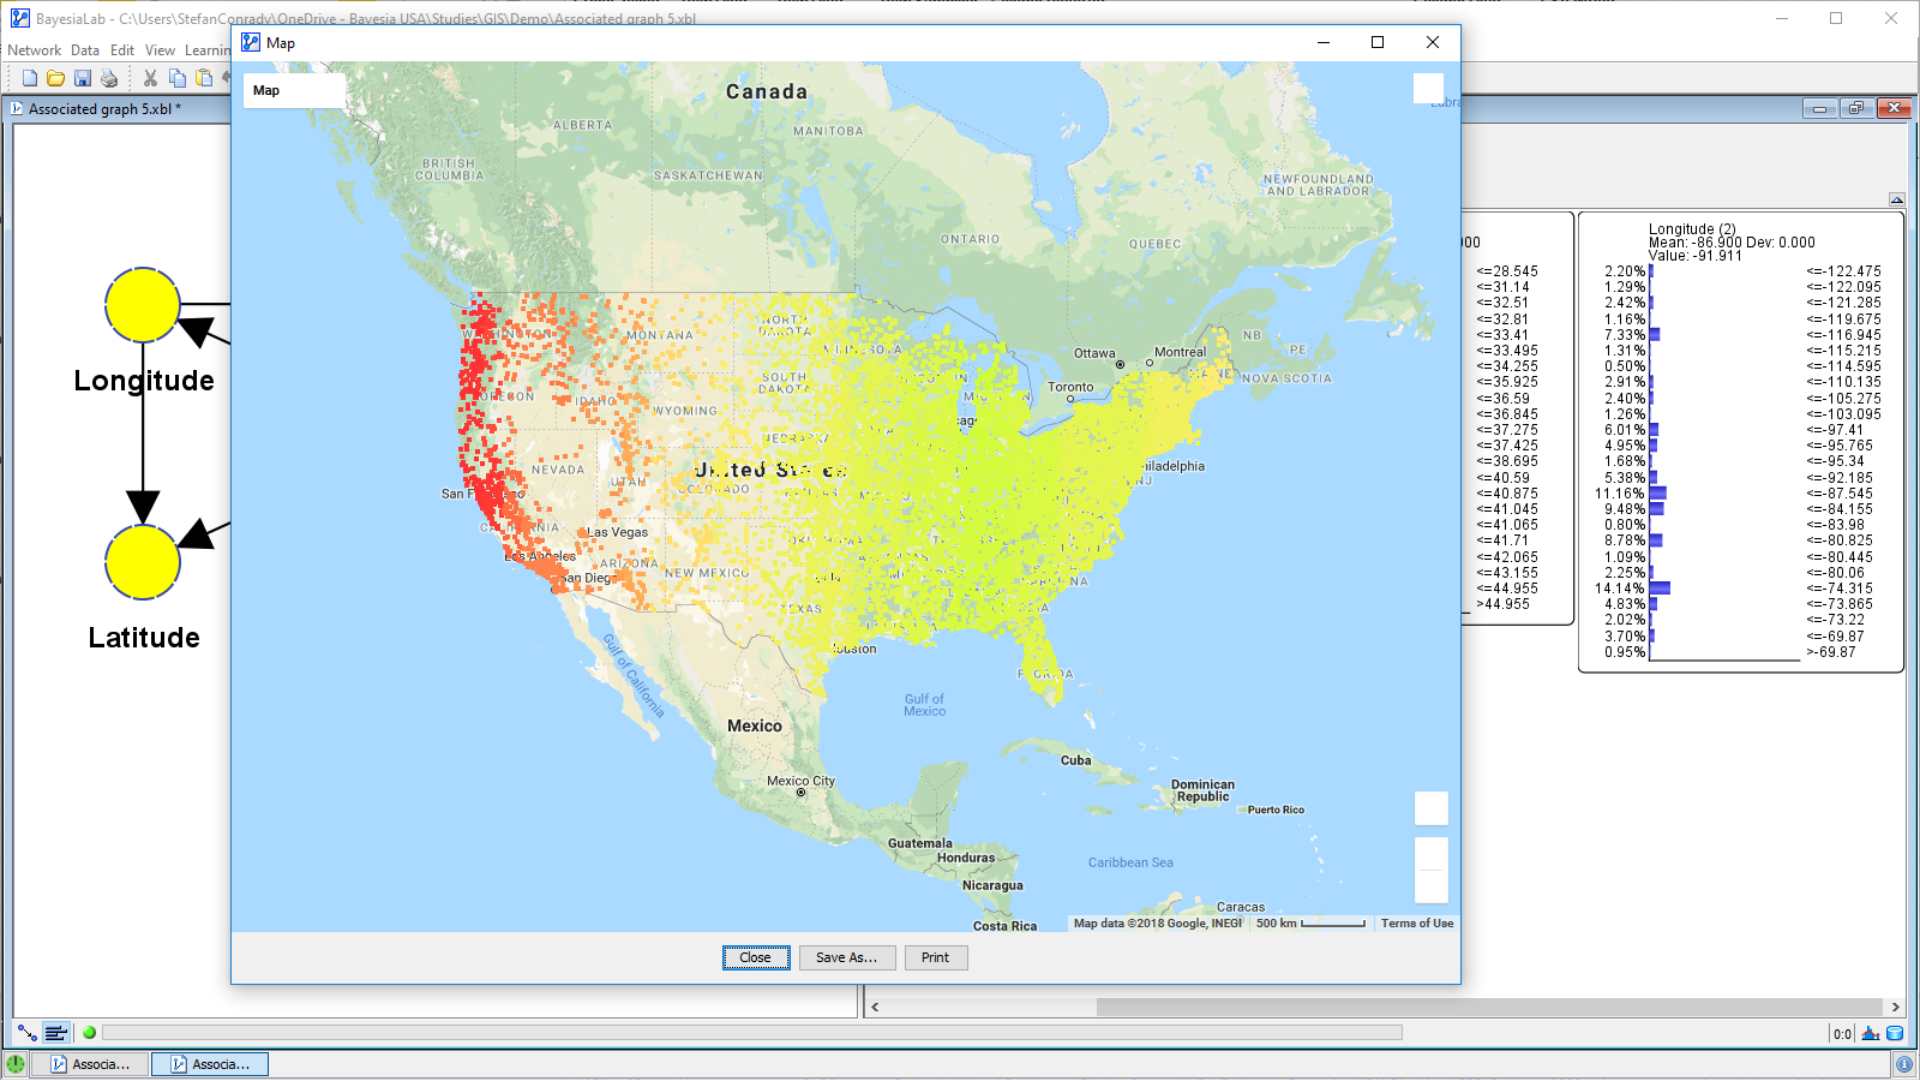 BayesiaLab - C:\Users\StefanConrady\OneDrive - Bayesia USA\Studies\GIS\Demo\Associated graph 5.xbl
Network Data Edit View Learnin
Map
Associated graph 5.xbl *
Longitude
Latitude
Map
Canada
ALBERTA
MANITOBA
BRITISH
COLUMBIA
SASKATCHEWAN
NEWFOUNDLAND
AND LABRADOR
ONTARIO
QUEBEC
NB
PE
NOVA SCOTIA
Ottawa
Montreal
Toronto
MONTANA
NORTH
DAKOTA
SOUTH
DAKOTA
IDAHO
WYOMING
NEVADA
UTAH
COLORADO
Las Vegas
Los Angeles
San Diego
ARIZONA
NEW MEXICO
TEXAS
Gulf of California
Gulf of
Mexico
Mexico
Mexico City
Cuba
Dominican
Republic
Puerto Rico
Guatemala
Honduras
Nicaragua
Caribbean Sea
Caracas
Costa Rica
Map data ©2018 Google, INEGI
500 km
Terms of Use
Close
Save As...
Print
<=28.545
<=31.14
<=32.51
<=32.81
<=33.41
<=33.495
<=34.255
<=35.925
<=36.59
<=36.845
<=37.275
<=37.425
<=38.695
<=40.59
<=40.875
<=41.045
<=41.065
<=41.71
<=42.065
<=43.155
<=44.955
>44.955
Longitude (2)
Mean: -86.900 Dev: 0.000
Value: -91.911
2.20% <=-122.475
1.29% <=-122.095
2.42% <=-121.285
1.16% <=-119.675
7.33% <=-116.945
1.31% <=-115.215
0.50% <=-114.595
2.91% <=-110.135
2.40% <=-105.275
1.26% <=-103.095
6.01% <=-97.41
4.95% <=-95.765
1.68% <=-95.34
5.38% <=-92.185
11.16% <=-87.545
9.48% <=-84.155
0.80% <=-83.98
8.78% <=-80.825
1.09% <=-80.445
2.25% <=-80.06
14.14% <=-74.315
4.83% <=-73.865
2.02% <=-73.22
3.70% <=-69.87
0.95% >-69.87
0:0
Associa...
Associa...